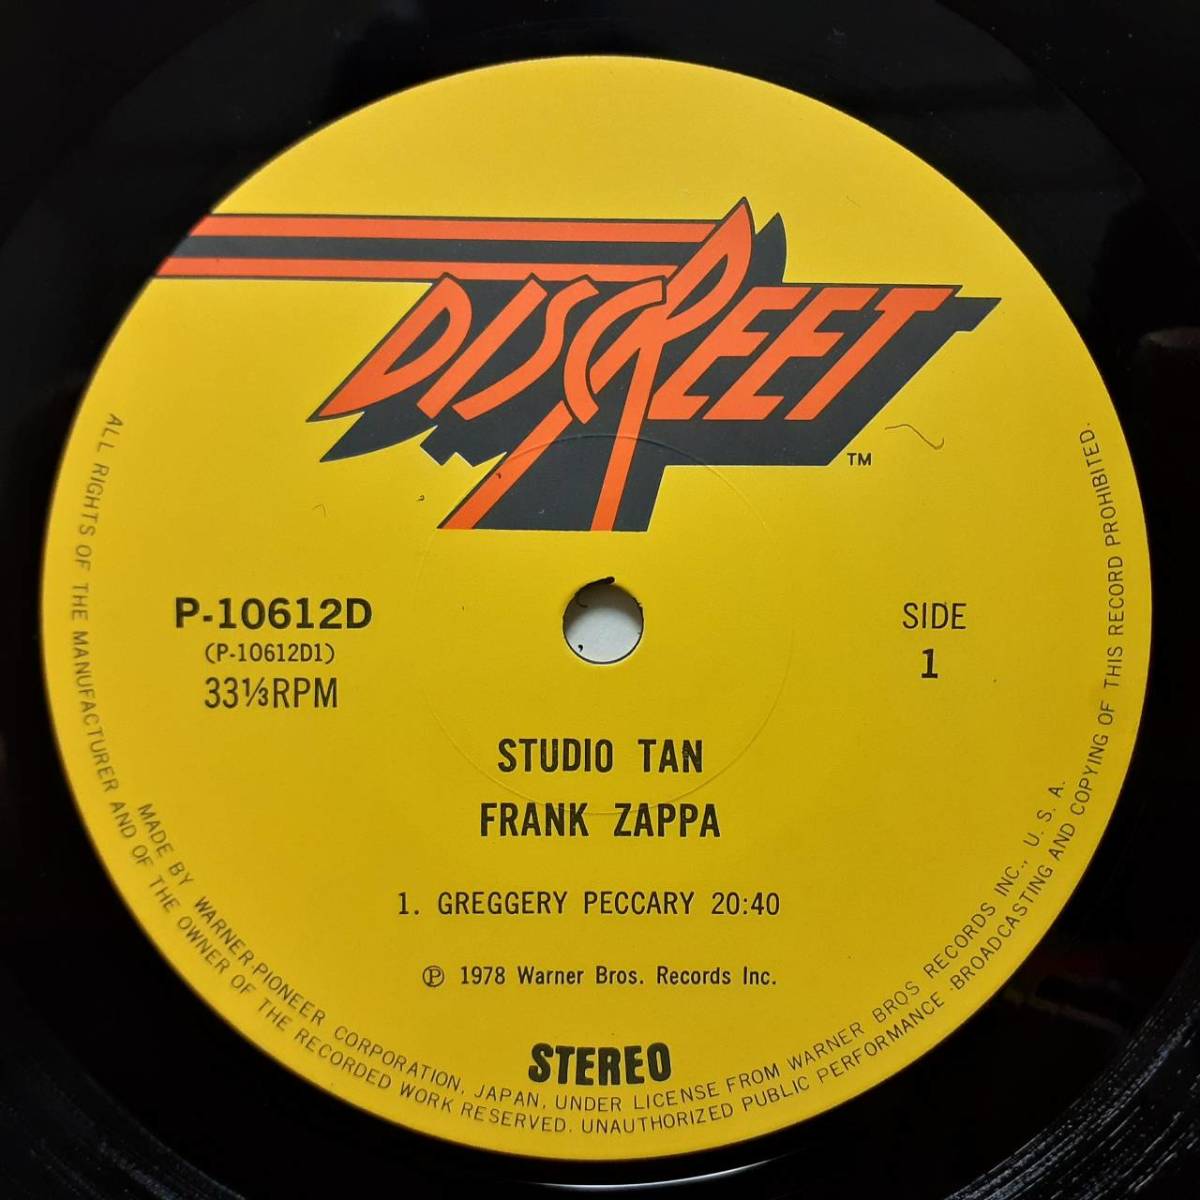 DISCREET
TM
P-10612D
(P-10612D1)
33⅓RPM
SIDE
1
STUDIO TAN
FRANK ZAPPA
1. GREGGERY PECCARY 20:40
Ⓟ 1978 Warner Bros. Records Inc.
STEREO
MADE BY WARNER-PIONEER CORPORATION, JAPAN, UNDER LICENSE FROM WARNER BROS RECORDS INC., U. S. A.
ALL RIGHTS OF THE MANUFACTURER AND OF THE OWNER OF THE RECORDED WORK RESERVED. UNAUTHORIZED PUBLIC PERFORMANCE·BROADCASTING AND COPYING OF THIS RECORD PROHIBITED.